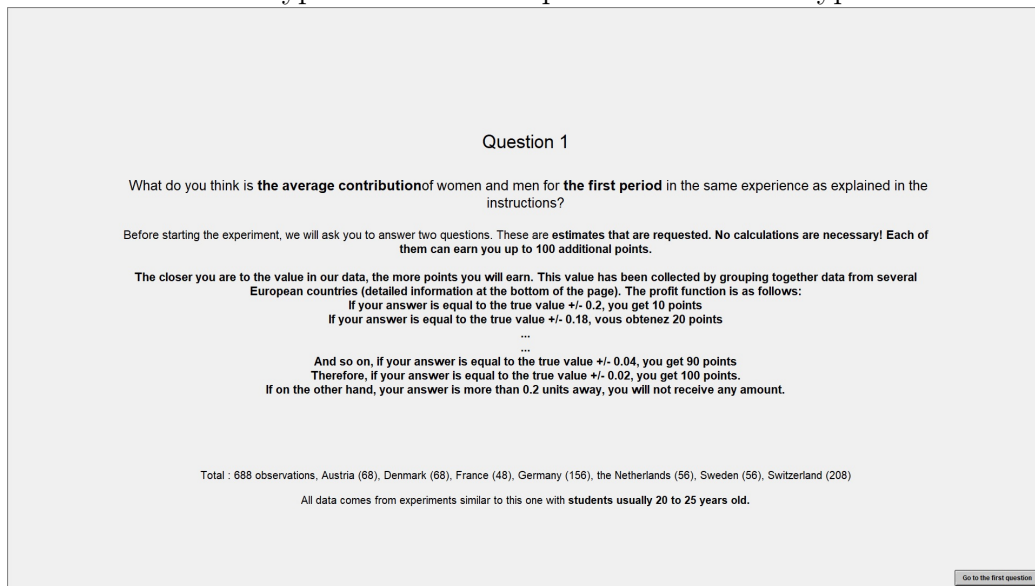 Question 1
What do you think is the average contributionof women and men for the first period in the same experience as explained in the
instructions?
Before starting the experiment, we will ask you to answer two questions. These are estimates that are requested. No calculations are necessary! Each of
them can earn you up to 100 additional points.
The closer you are to the value in our data, the more points you will earn. This value has been collected by grouping together data from several
European countries (detailed information at the bottom of the page). The profit function is as follows:
If your answer is equal to the true value +/- 0.2, you get 10 points
If your answer is equal to the true value +/- 0.18, vous obtenez 20 points
...
...
And so on, if your answer is equal to the true value +/- 0.04, you get 90 points
Therefore, if your answer is equal to the true value +/- 0.02, you get 100 points.
If on the other hand, your answer is more than 0.2 units away, you will not receive any amount.
Total : 688 observations, Austria (68), Denmark (68), France (48), Germany (156), the Netherlands (56), Sweden (56), Switzerland (208)
All data comes from experiments similar to this one with students usually 20 to 25 years old.
Go to the first question